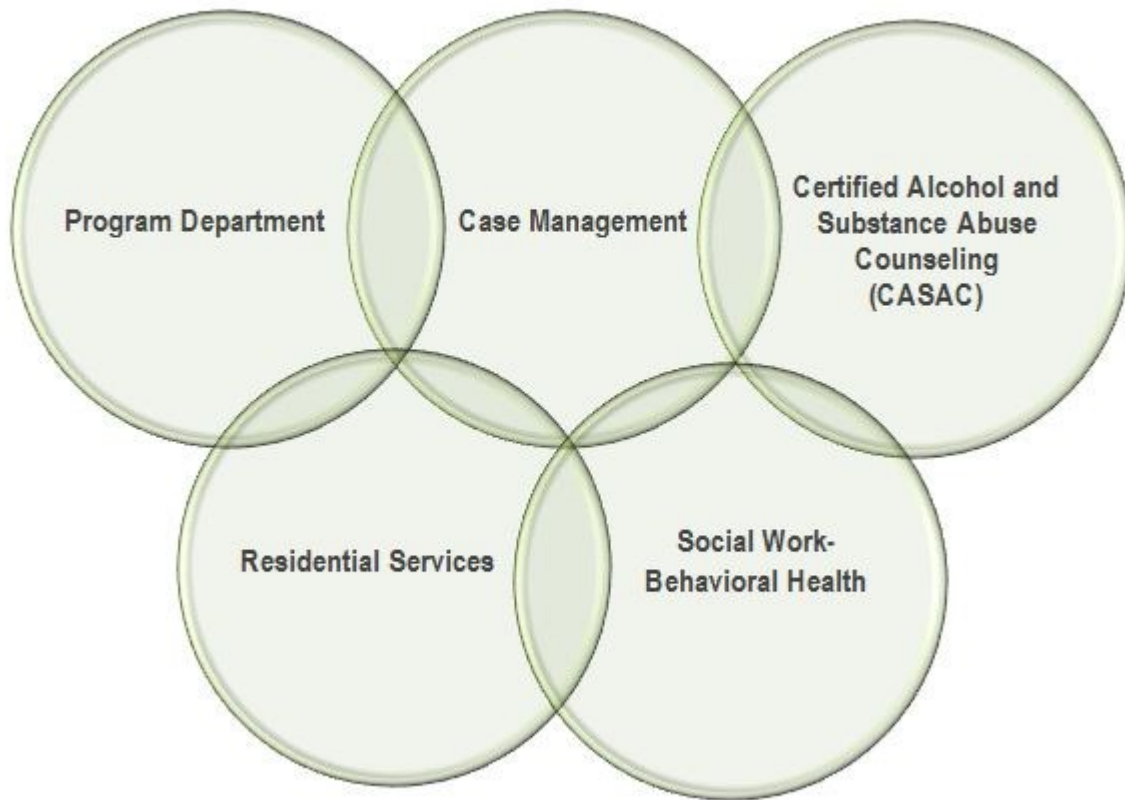 Program Department
Case Management
Certified Alcohol and
Substance Abuse
Counseling
(CASAC)
Residential Services
Social Work-
Behavioral Health